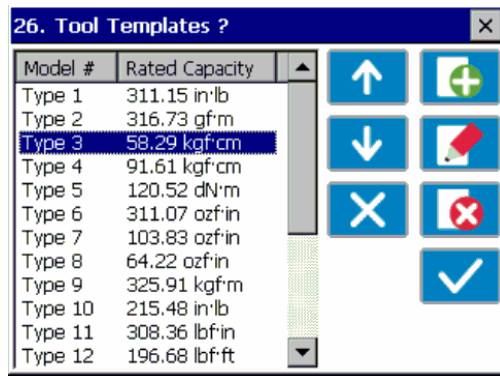 26. Tool Templates ?
Model # Rated Capacity
Type 1 311.15 in·lb
Type 2 316.73 gf·m
Type 3 58.29 kgf·cm
Type 4 91.61 kgf·cm
Type 5 120.52 dN·m
Type 6 311.07 ozf·in
Type 7 103.83 ozf·in
Type 8 64.22 ozf·in
Type 9 325.91 kgf·m
Type 10 215.48 in·lb
Type 11 308.36 lbf·in
Type 12 196.68 lbf·ft